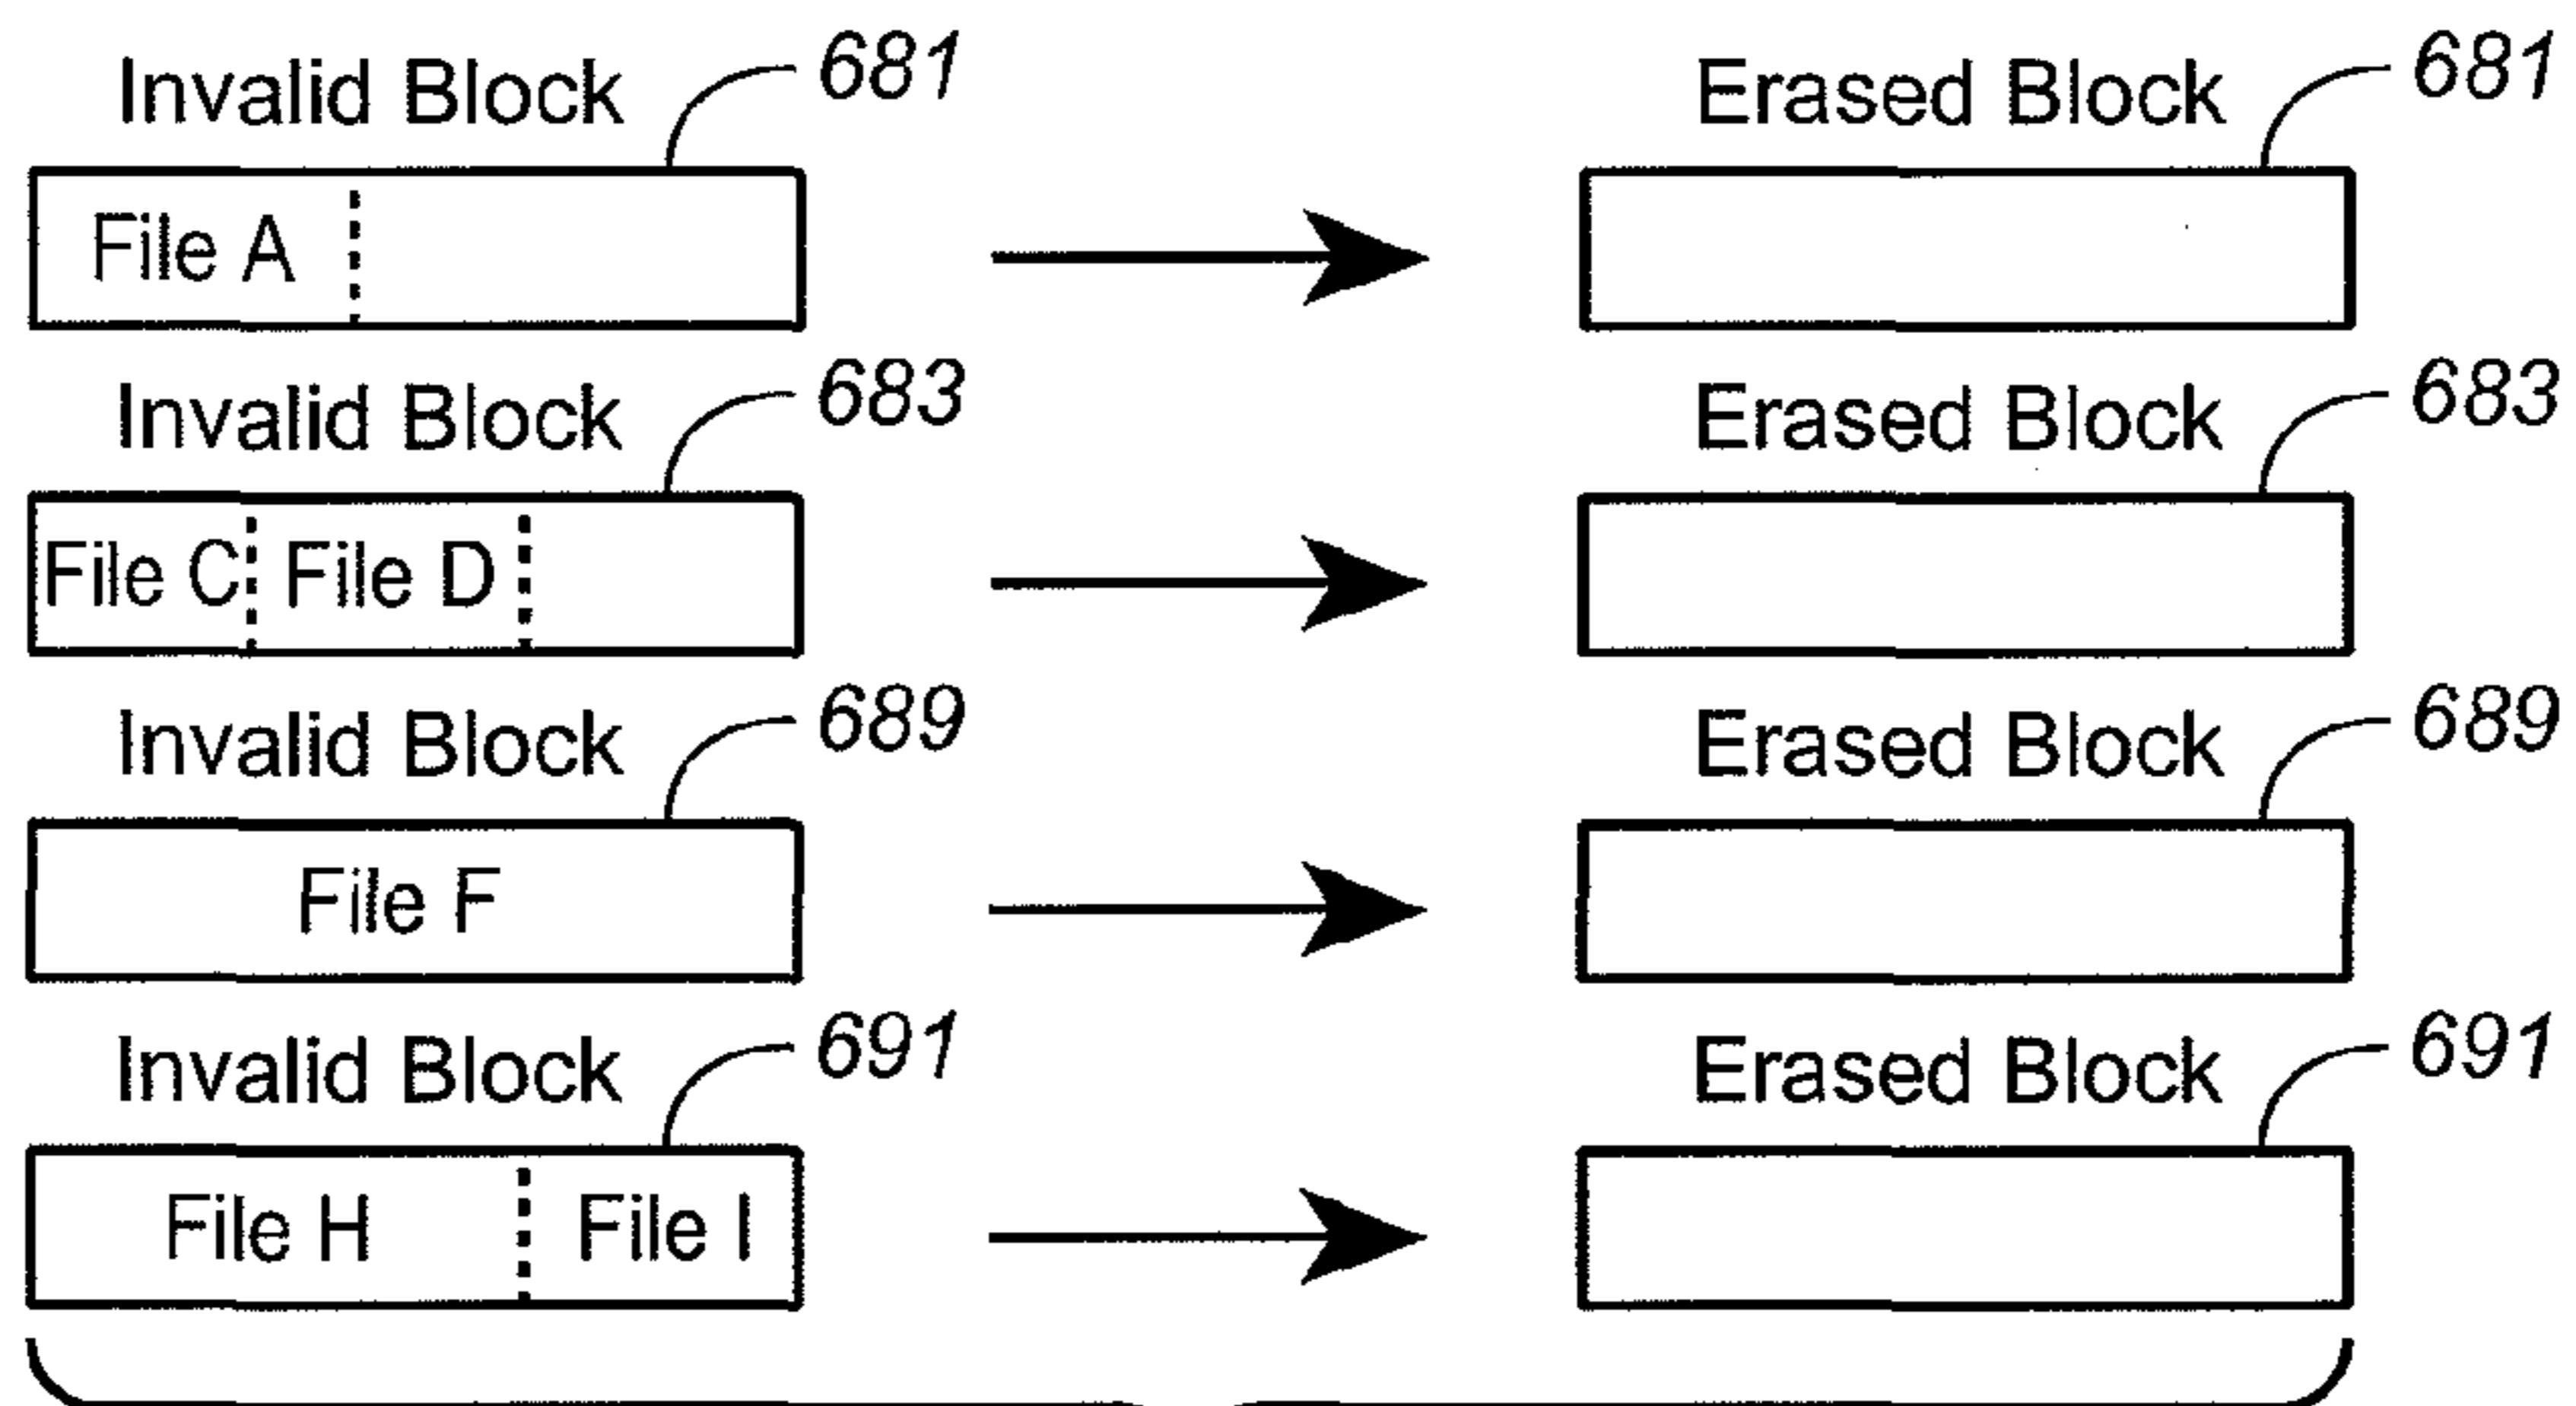 Invalid Block 681 Erased Block 681
File A
Invalid Block 683 Erased Block 683
File C File D
Invalid Block 689 Erased Block 689
File F
Invalid Block 691 Erased Block 691
File H File I